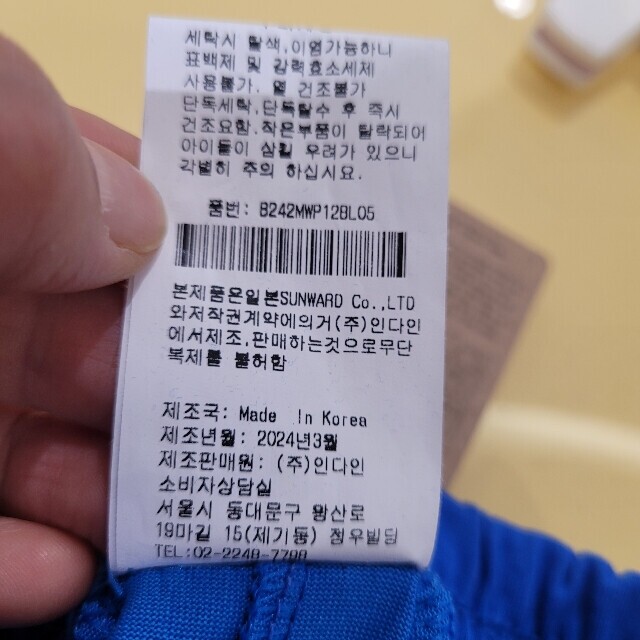 세탁시 탈색,이염가능하니
표백제 및 강력효소세제
사용불가. 열 건조불가
단독세탁,단독탈수 후 즉시
건조요함.작은부품이 탈락되어
아이들이 삼킬 우려가 있으니
각별히 주의 하십시요.
품번: B242MWP12BL05
본제품은일본SUNWARD Co.,LTD
와저작권계약에의거(주)인다인
에서제조,판매하는것으로무단
복제를 불허함
제조국: Made In Korea
제조년월: 2024년3월
제조판매원: (주)인다인
소비자상담실
서울시 동대문구 왕산로
19마길 15(제기동) 청우빌딩
TEL:02-2248-7788